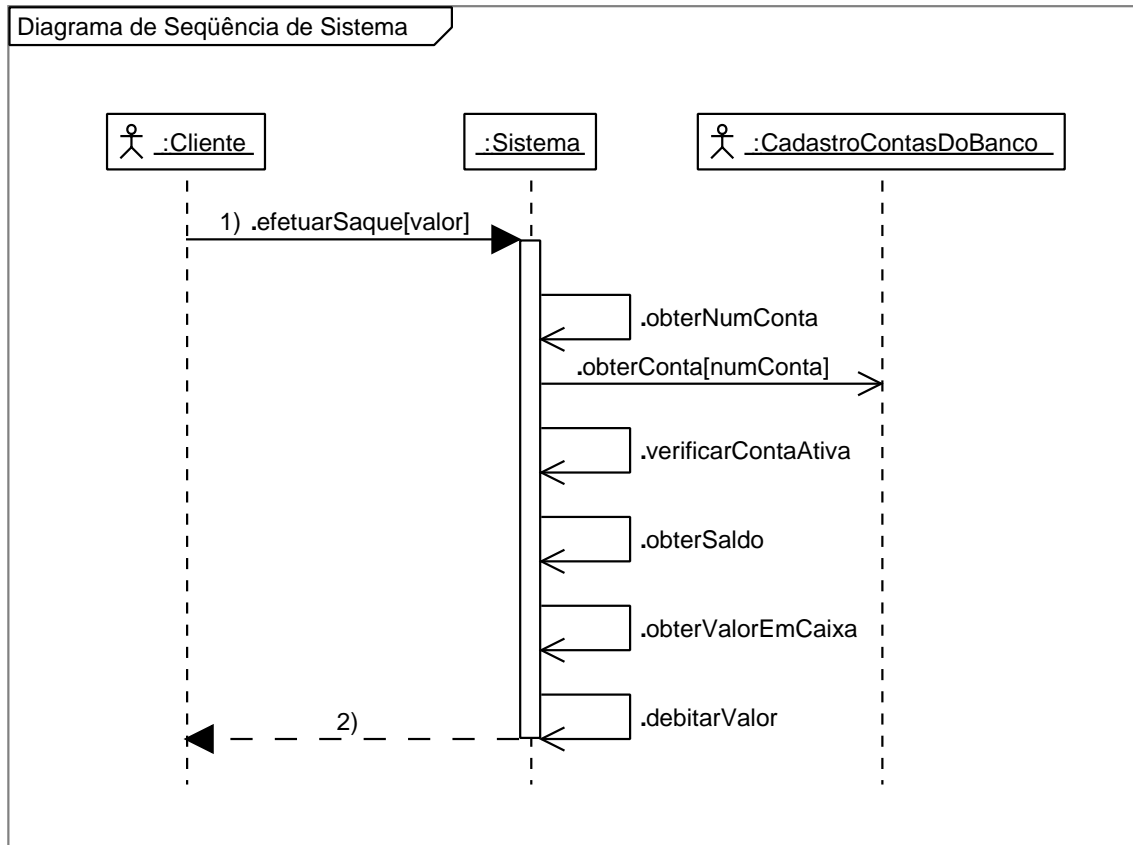 Diagrama de Seqüência de Sistema
:Cliente
:Sistema
:CadastroContasDoBanco
1) .efetuarSaque[valor]
.obterNumConta
.obterConta[numConta]
.verificarContaAtiva
.obterSaldo
.obterValorEmCaixa
.debitarValor
2)